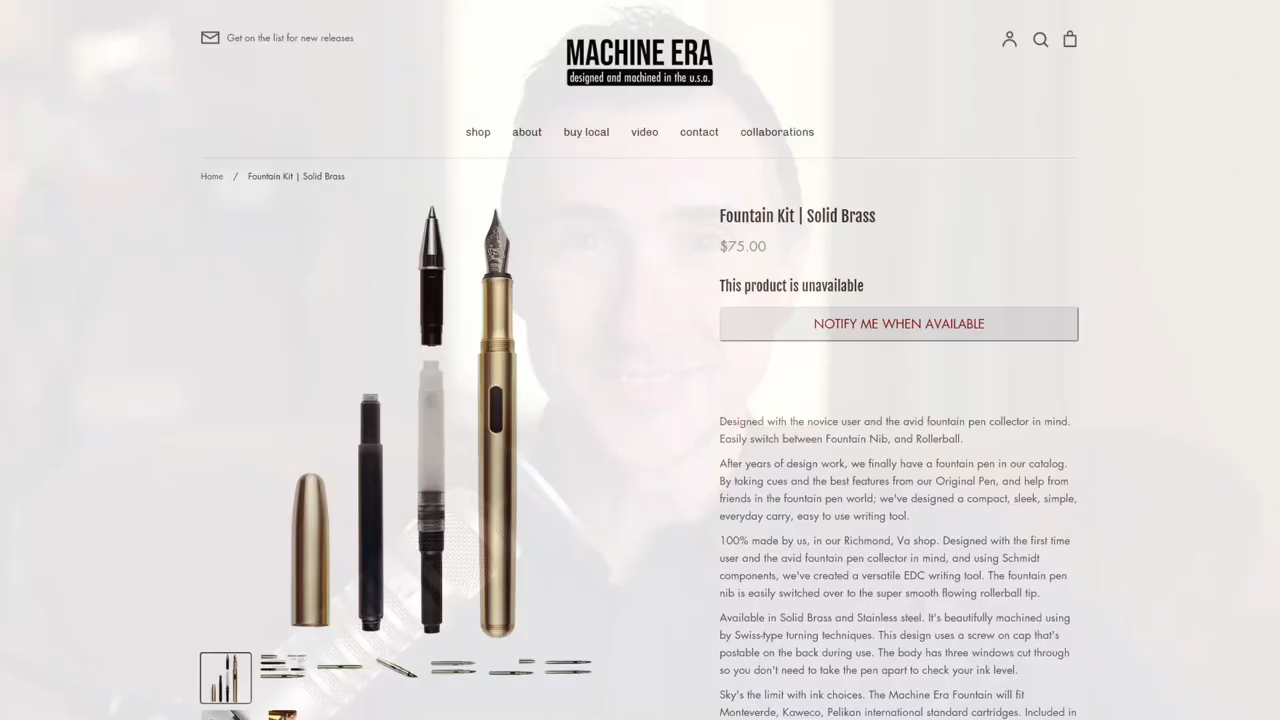 Get on the list for new releases
MACHINE ERA
designed and machined in the u.s.a.
shop about buy local video contact collaborations
Home / Fountain Kit | Solid Brass
Fountain Kit | Solid Brass
$75.00
This product is unavailable
NOTIFY ME WHEN AVAILABLE
Designed with the novice user and the avid fountain pen collector in mind.
Easily switch between Fountain Nib, and Rollerball.
After years of design work, we finally have a fountain pen in our catalog.
By taking cues and the best features from our Original Pen, and help from
friends in the fountain pen world; we've designed a compact, sleek, simple,
everyday carry, easy to use writing tool.
100% made by us, in our Richmond, Va shop. Designed with the first time
user and the avid fountain pen collector in mind, and using Schmidt
components, we've created a versatile EDC writing tool. The fountain pen
nib is easily switched over to the super smooth flowing rollerball tip.
Available in Solid Brass and Stainless steel. It's beautifully machined using
by Swiss-type turning techniques. This design uses a screw on cap that's
postable on the back during use. The body has three windows cut through
so you don't need to take the pen apart to check your ink level.
Sky's the limit with ink choices. The Machine Era Fountain will fit
Monteverde, Kaweco, Pelikan international standard cartridges. Included in